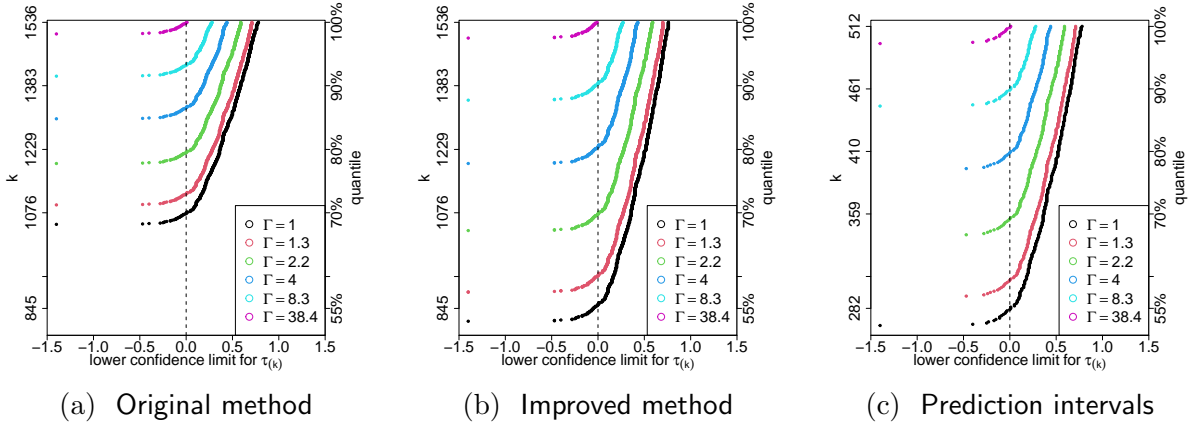 1536
1383
1229
1076
845
k
100%
90%
80%
70%
55%
quantile
Γ = 1
Γ = 1.3
Γ = 2.2
Γ = 4
Γ = 8.3
Γ = 38.4
−1.5 −1.0 −0.5 0.0 0.5 1.0 1.5
lower confidence limit for τ(k)
(a) Original method
1536
1383
1229
1076
845
k
100%
90%
80%
70%
55%
quantile
Γ = 1
Γ = 1.3
Γ = 2.2
Γ = 4
Γ = 8.3
Γ = 38.4
−1.5 −1.0 −0.5 0.0 0.5 1.0 1.5
lower confidence limit for τ(k)
(b) Improved method
512
461
410
359
282
k
100%
90%
80%
70%
55%
quantile
Γ = 1
Γ = 1.3
Γ = 2.2
Γ = 4
Γ = 8.3
Γ = 38.4
−1.5 −1.0 −0.5 0.0 0.5 1.0 1.5
lower confidence limit for τ(k)
(c) Prediction intervals